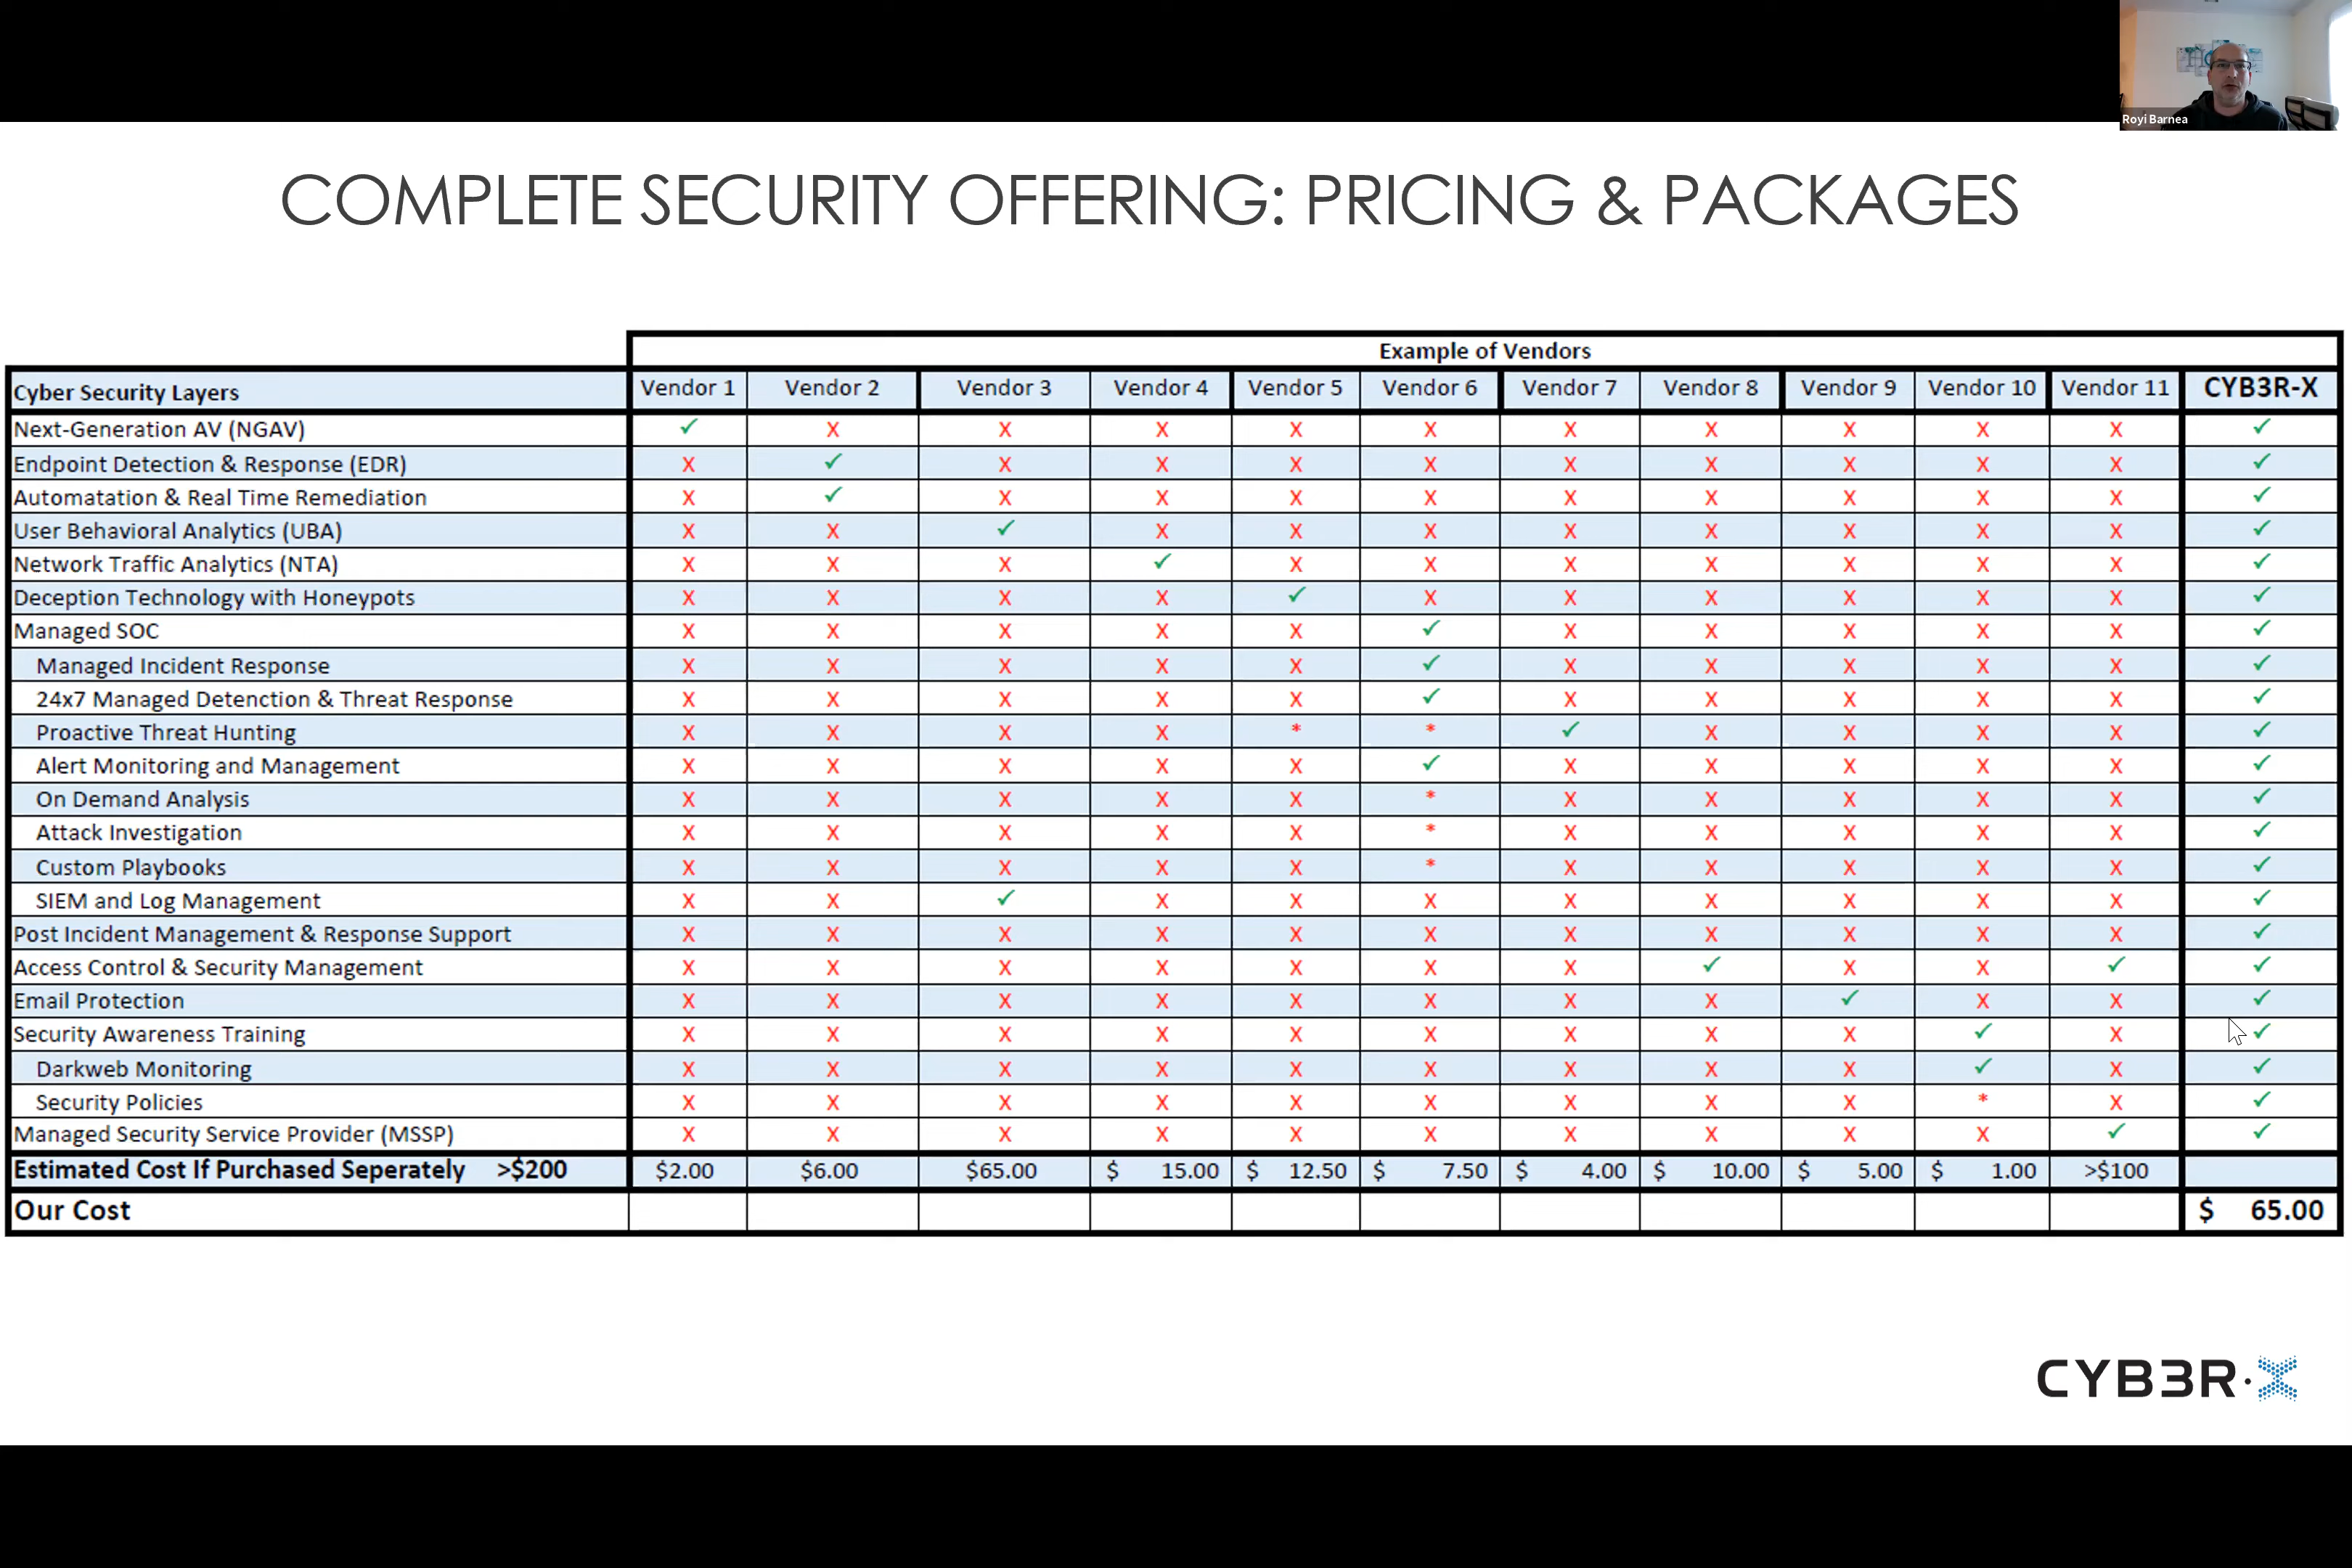 Royi Barnea
COMPLETE SECURITY OFFERING: PRICING & PACKAGES
Example of Vendors
Cyber Security Layers Vendor 1 Vendor 2 Vendor 3 Vendor 4 Vendor 5 Vendor 6 Vendor 7 Vendor 8 Vendor 9 Vendor 10 Vendor 11 CYB3R-X
Next-Generation AV (NGAV) ✓ X X X X X X X X X X ✓
Endpoint Detection & Response (EDR) X ✓ X X X X X X X X X ✓
Automatation & Real Time Remediation X ✓ X X X X X X X X X ✓
User Behavioral Analytics (UBA) X X ✓ X X X X X X X X ✓
Network Traffic Analytics (NTA) X X X ✓ X X X X X X X ✓
Deception Technology with Honeypots X X X X ✓ X X X X X X ✓
Managed SOC X X X X X ✓ X X X X X ✓
Managed Incident Response X X X X X ✓ X X X X X ✓
24x7 Managed Detenction & Threat Response X X X X X ✓ X X X X X ✓
Proactive Threat Hunting X X X X * * ✓ X X X X ✓
Alert Monitoring and Management X X X X X ✓ X X X X X ✓
On Demand Analysis X X X X X * X X X X X ✓
Attack Investigation X X X X X * X X X X X ✓
Custom Playbooks X X X X X * X X X X X ✓
SIEM and Log Management X X ✓ X X X X X X X X ✓
Post Incident Management & Response Support X X X X X X X X X X X ✓
Access Control & Security Management X X X X X X X ✓ X X ✓ ✓
Email Protection X X X X X X X X ✓ X X ✓
Security Awareness Training X X X X X X X X X ✓ X ✓
Darkweb Monitoring X X X X X X X X X ✓ X ✓
Security Policies X X X X X X X X X * X ✓
Managed Security Service Provider (MSSP) X X X X X X X X X X ✓ ✓
Estimated Cost If Purchased Seperately >$200 $2.00 $6.00 $65.00 $ 15.00 $ 12.50 $ 7.50 $ 4.00 $ 10.00 $ 5.00 $ 1.00 >$100
Our Cost $ 65.00
CYB3R·X